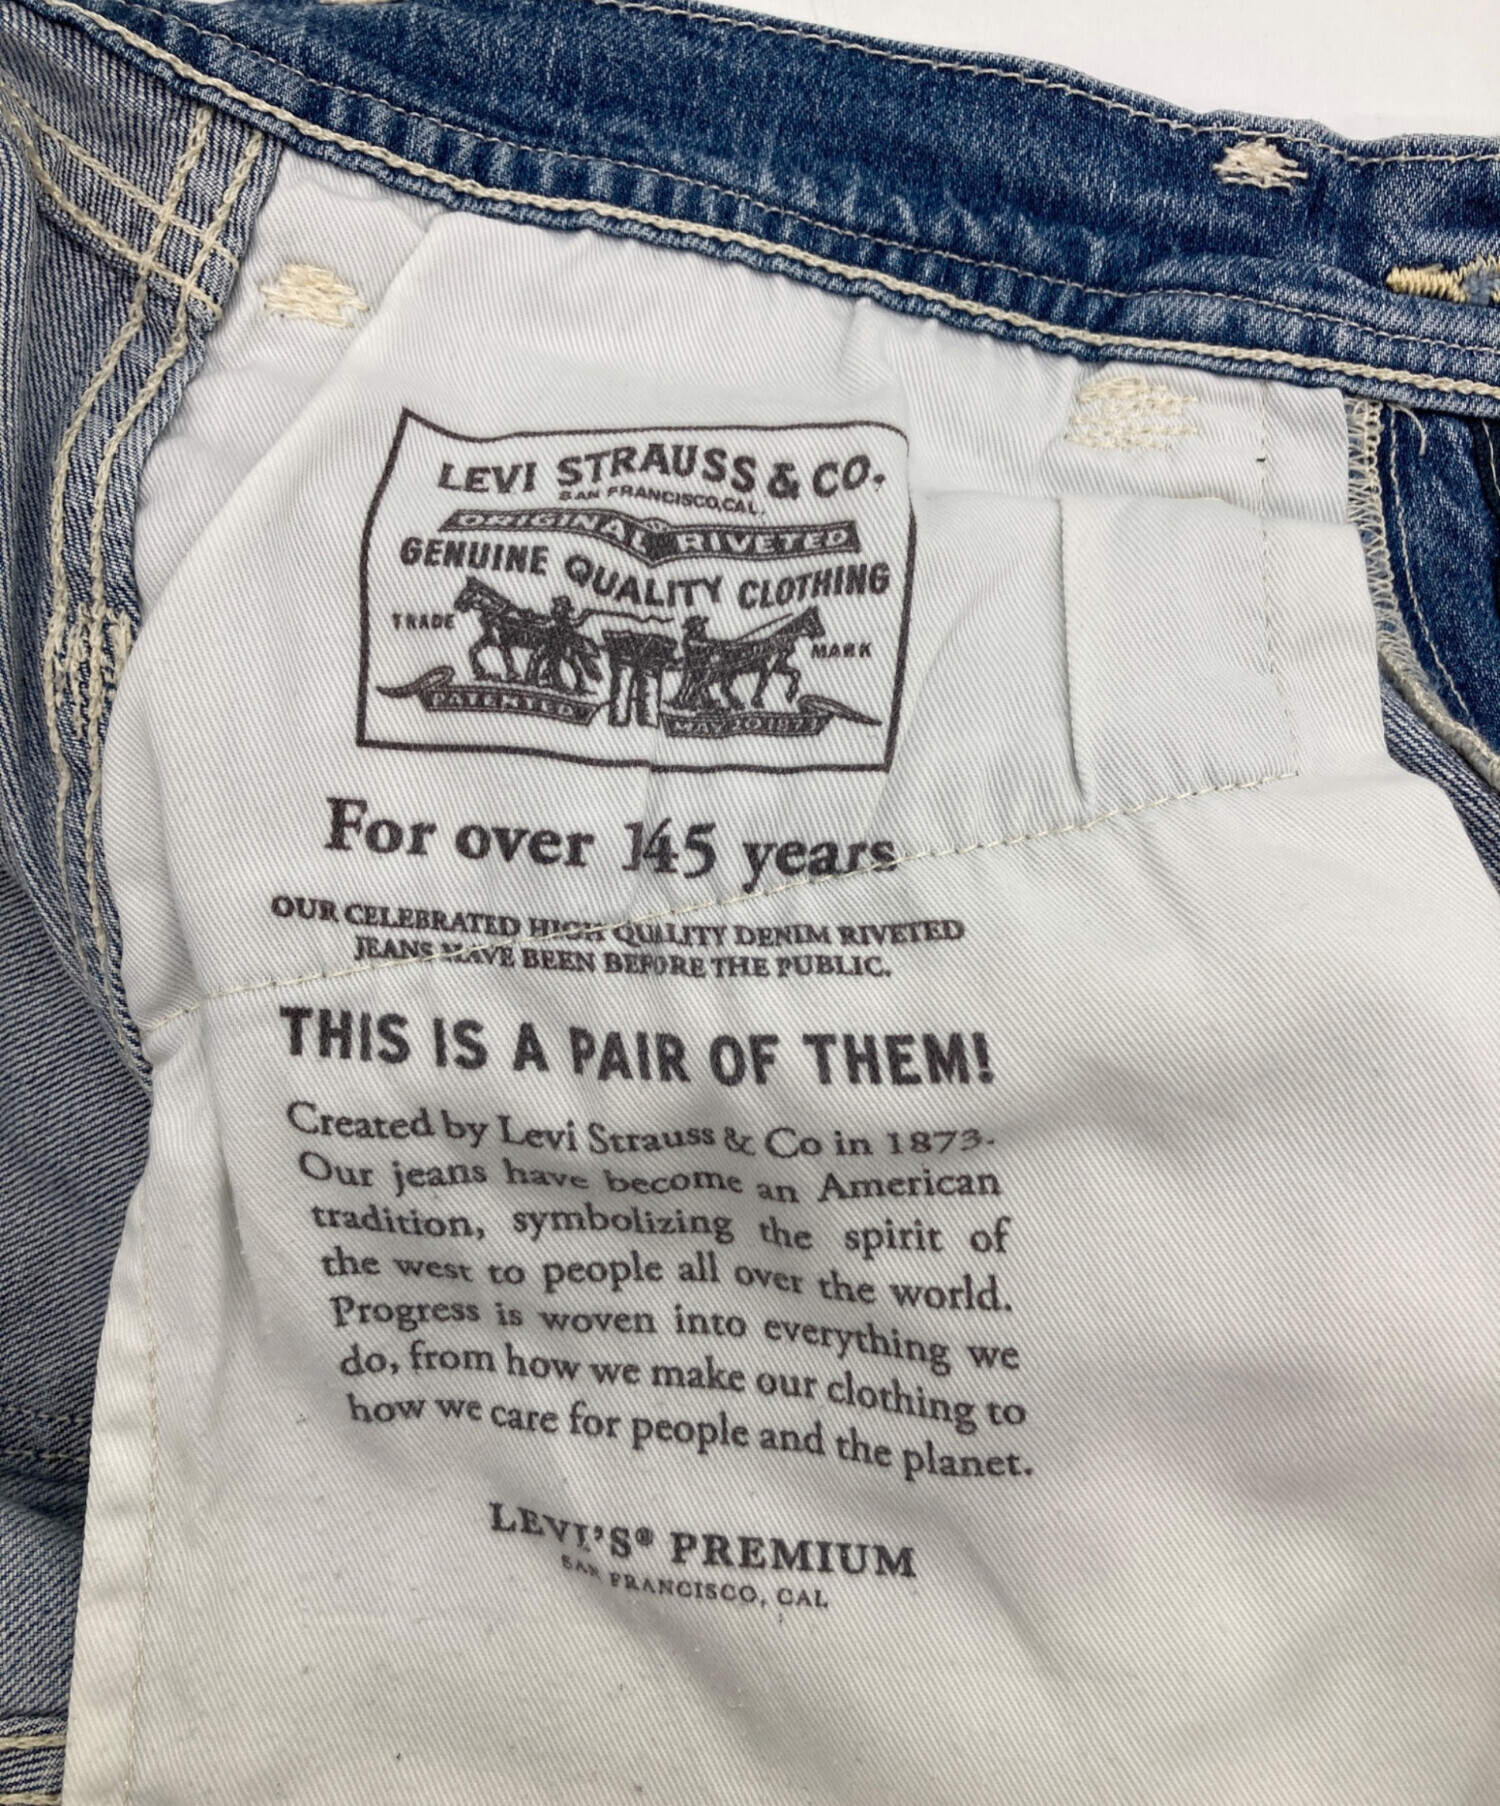 LEVI STRAUSS & CO.
SAN FRANCISCO, CAL.
ORIGINAL RIVETED
GENUINE QUALITY CLOTHING
TRADE MARK
PATENTED MAY 20 1873
For over 145 years
OUR CELEBRATED HIGH QUALITY DENIM RIVETED
JEANS HAVE BEEN BEFORE THE PUBLIC.
THIS IS A PAIR OF THEM!
Created by Levi Strauss & Co in 1873.
Our jeans have become an American
tradition, symbolizing the spirit of
the west to people all over the world.
Progress is woven into everything we
do, from how we make our clothing to
how we care for people and the planet.
LEVI'S® PREMIUM
SAN FRANCISCO, CAL